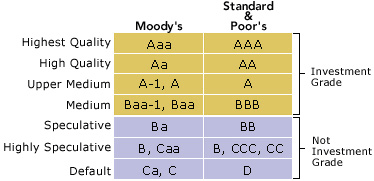 Moody's
Standard
&
Poor's
Highest Quality Aaa AAA
High Quality Aa AA
Upper Medium A-1, A A
Medium Baa-1, Baa BBB
Investment
Grade
Speculative Ba BB
Highly Speculative B, Caa B, CCC, CC
Default Ca, C D
Not
Investment
Grade